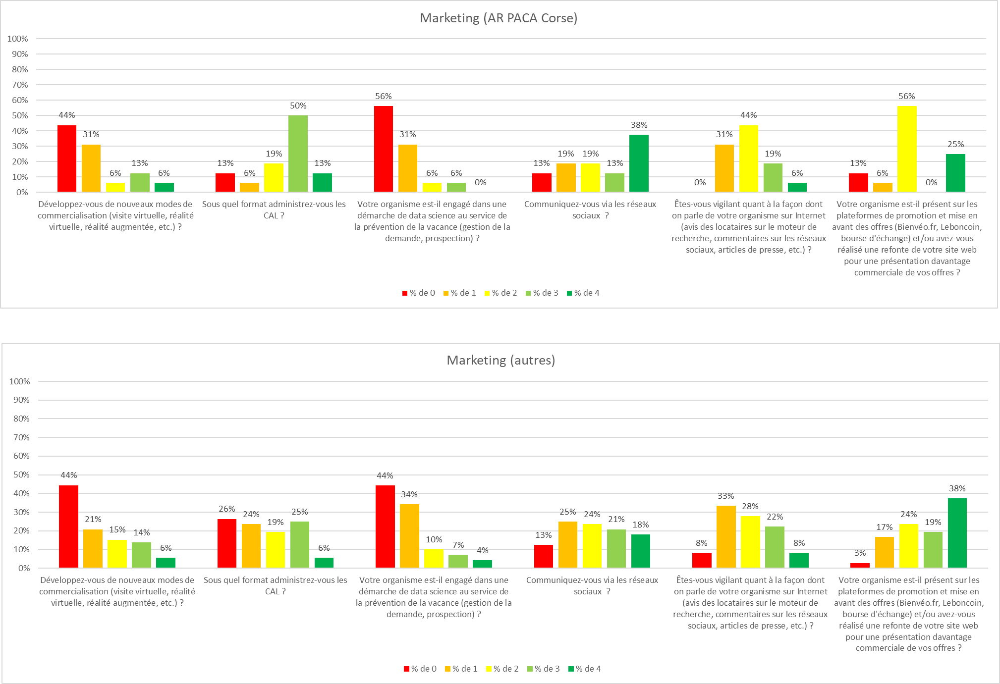 Marketing (AR PACA Corse)
100%
90%
80%
70%
60%
50%
40%
30%
20%
10%
0%
44%
31%
6%
13%
6%
13%
6%
19%
50%
13%
56%
31%
6%
6%
0%
13%
19%
19%
13%
38%
0%
31%
44%
19%
6%
13%
6%
56%
0%
25%
Développez-vous de nouveaux modes de
commercialisation (visite virtuelle, réalité
virtuelle, réalité augmentée, etc.) ?
Sous quel format administrez-vous les
CAL ?
Votre organisme est-il engagé dans une
démarche de data science au service de
la prévention de la vacance (gestion de la
demande, prospection) ?
Communiquez-vous via les réseaux
sociaux  ?
Êtes-vous vigilant quant à la façon dont
on parle de votre organisme sur Internet
(avis des locataires sur le moteur de
recherche, commentaires sur les réseaux
sociaux, articles de presse, etc.) ?
Votre organisme est-il présent sur les
plateformes de promotion et mise en
avant des offres (Bienvéo.fr, Leboncoin,
bourse d'échange) et/ou avez-vous
réalisé une refonte de votre site web
pour une présentation davantage
commerciale de vos offres ?
% de 0 % de 1 % de 2 % de 3 % de 4
Marketing (autres)
100%
90%
80%
70%
60%
50%
40%
30%
20%
10%
0%
44%
21%
15%
14%
6%
26%
24%
19%
25%
6%
44%
34%
10%
7%
4%
13%
25%
24%
21%
18%
8%
33%
28%
22%
8%
3%
17%
24%
19%
38%
Développez-vous de nouveaux modes de
commercialisation (visite virtuelle, réalité
virtuelle, réalité augmentée, etc.) ?
Sous quel format administrez-vous les
CAL ?
Votre organisme est-il engagé dans une
démarche de data science au service de
la prévention de la vacance (gestion de la
demande, prospection) ?
Communiquez-vous via les réseaux
sociaux  ?
Êtes-vous vigilant quant à la façon dont
on parle de votre organisme sur Internet
(avis des locataires sur le moteur de
recherche, commentaires sur les réseaux
sociaux, articles de presse, etc.) ?
Votre organisme est-il présent sur les
plateformes de promotion et mise en
avant des offres (Bienvéo.fr, Leboncoin,
bourse d'échange) et/ou avez-vous
réalisé une refonte de votre site web
pour une présentation davantage
commerciale de vos offres ?
% de 0 % de 1 % de 2 % de 3 % de 4